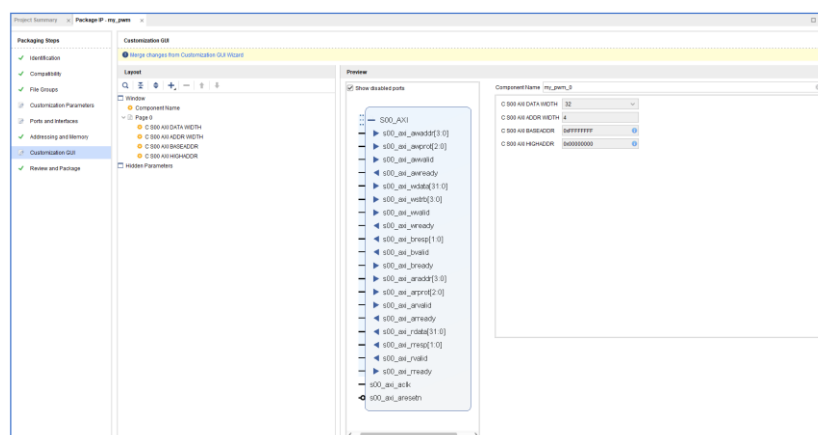 Project Summary
Package IP - my_pwm
Packaging Steps
Identification
Compatibility
File Groups
Customization Parameters
Ports and Interfaces
Addressing and Memory
Customization GUI
Review and Package
Customization GUI
Merge changes from Customization GUI Wizard
Layout
Window
Component Name
Page 0
C S00 AXI DATA WIDTH
C S00 AXI ADDR WIDTH
C S00 AXI BASEADDR
C S00 AXI HIGHADDR
Hidden Parameters
Preview
Show disabled ports
S00_AXI
s00_axi_awaddr[3:0]
s00_axi_awprot[2:0]
s00_axi_awvalid
s00_axi_awready
s00_axi_wdata[31:0]
s00_axi_wstrb[3:0]
s00_axi_wvalid
s00_axi_wready
s00_axi_bresp[1:0]
s00_axi_bvalid
s00_axi_bready
s00_axi_araddr[3:0]
s00_axi_arprot[2:0]
s00_axi_arvalid
s00_axi_arready
s00_axi_rdata[31:0]
s00_axi_rresp[1:0]
s00_axi_rvalid
s00_axi_rready
s00_axi_aclk
s00_axi_aresetn
Component Name my_pwm_0
C S00 AXI DATA WIDTH 32
C S00 AXI ADDR WIDTH 4
C S00 AXI BASEADDR 0xFFFFFFFF
C S00 AXI HIGHADDR 0x00000000